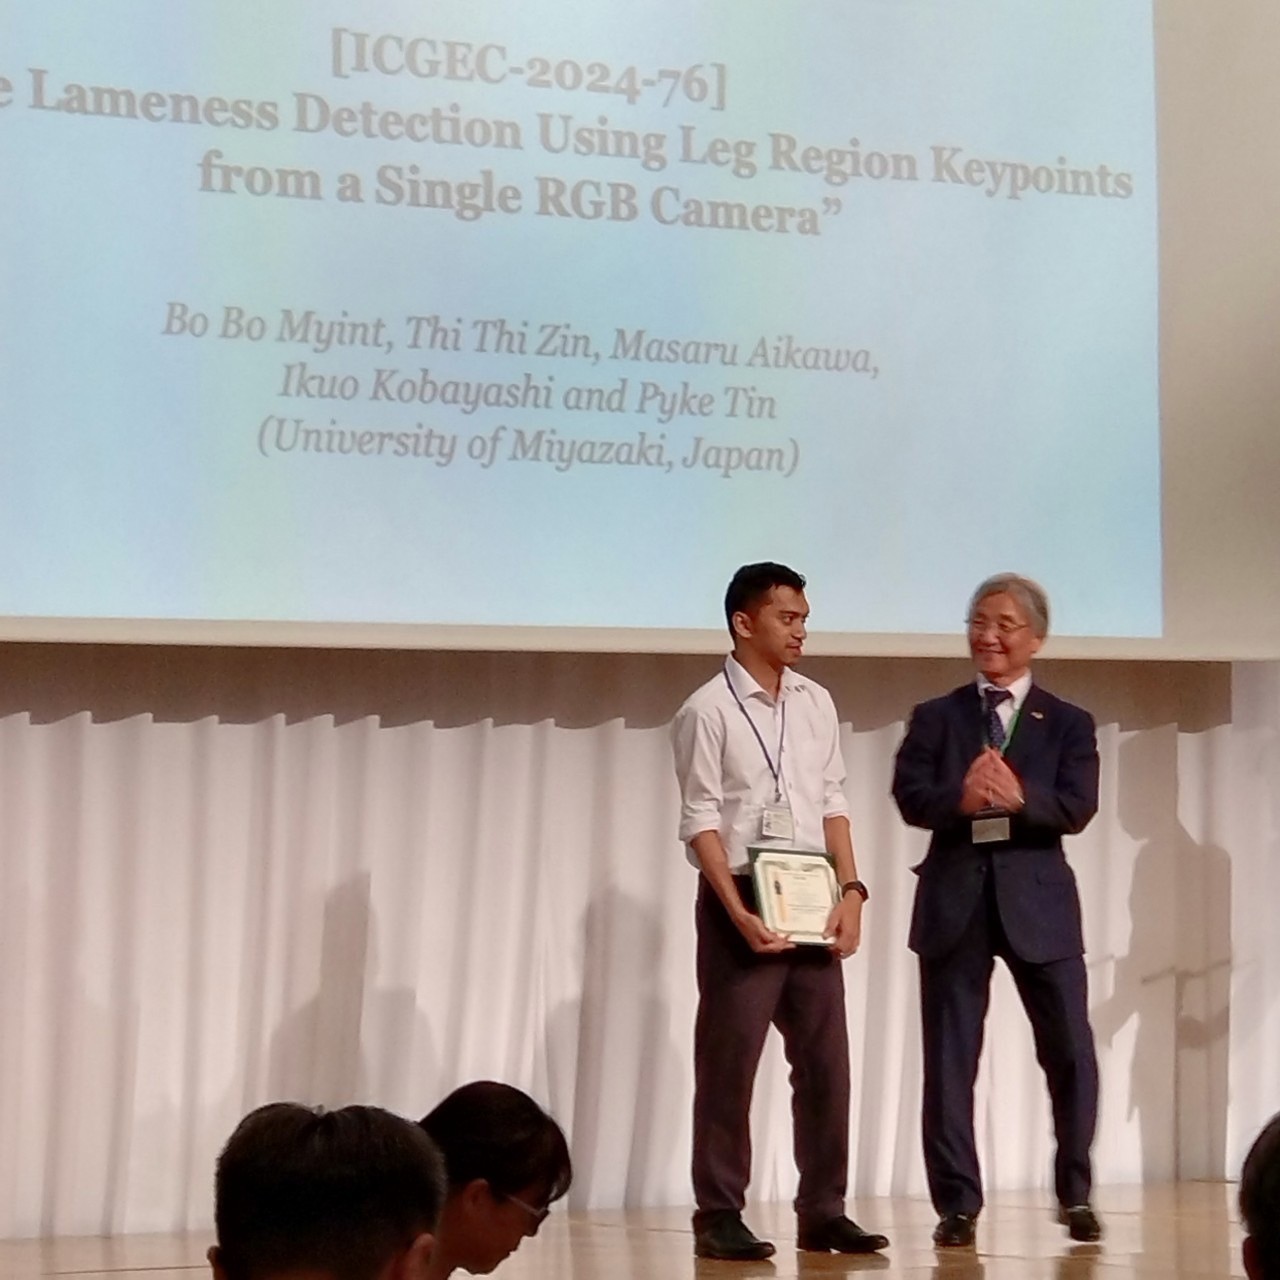 [ICGEC-2024-76]
e Lameness Detection Using Leg Region Keypoints
from a Single RGB Camera”
Bo Bo Myint, Thi Thi Zin, Masaru Aikawa,
Ikuo Kobayashi and Pyke Tin
(University of Miyazaki, Japan)